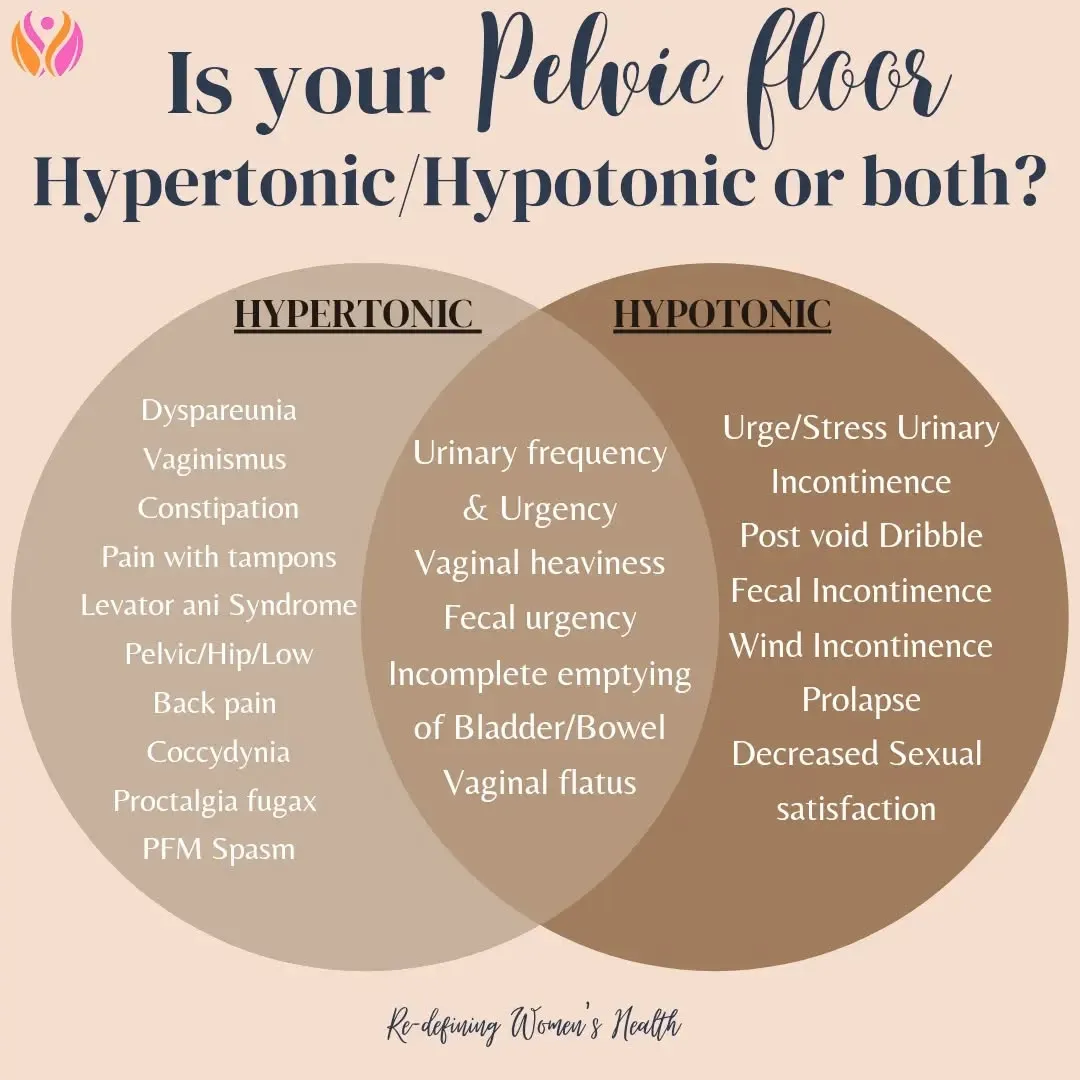 Is your Pelvic floor
Hypertonic/Hypotonic or both?
HYPERTONIC
Dyspareunia
Vaginismus
Constipation
Pain with tampons
Levator ani Syndrome
Pelvic/Hip/Low
Back pain
Coccydynia
Proctalgia fugax
PFM Spasm
Urinary frequency
& Urgency
Vaginal heaviness
Fecal urgency
Incomplete emptying
of Bladder/Bowel
Vaginal flatus
HYPOTONIC
Urge/Stress Urinary
Incontinence
Post void Dribble
Fecal Incontinence
Wind Incontinence
Prolapse
Decreased Sexual
satisfaction
Re-defining Women's Health